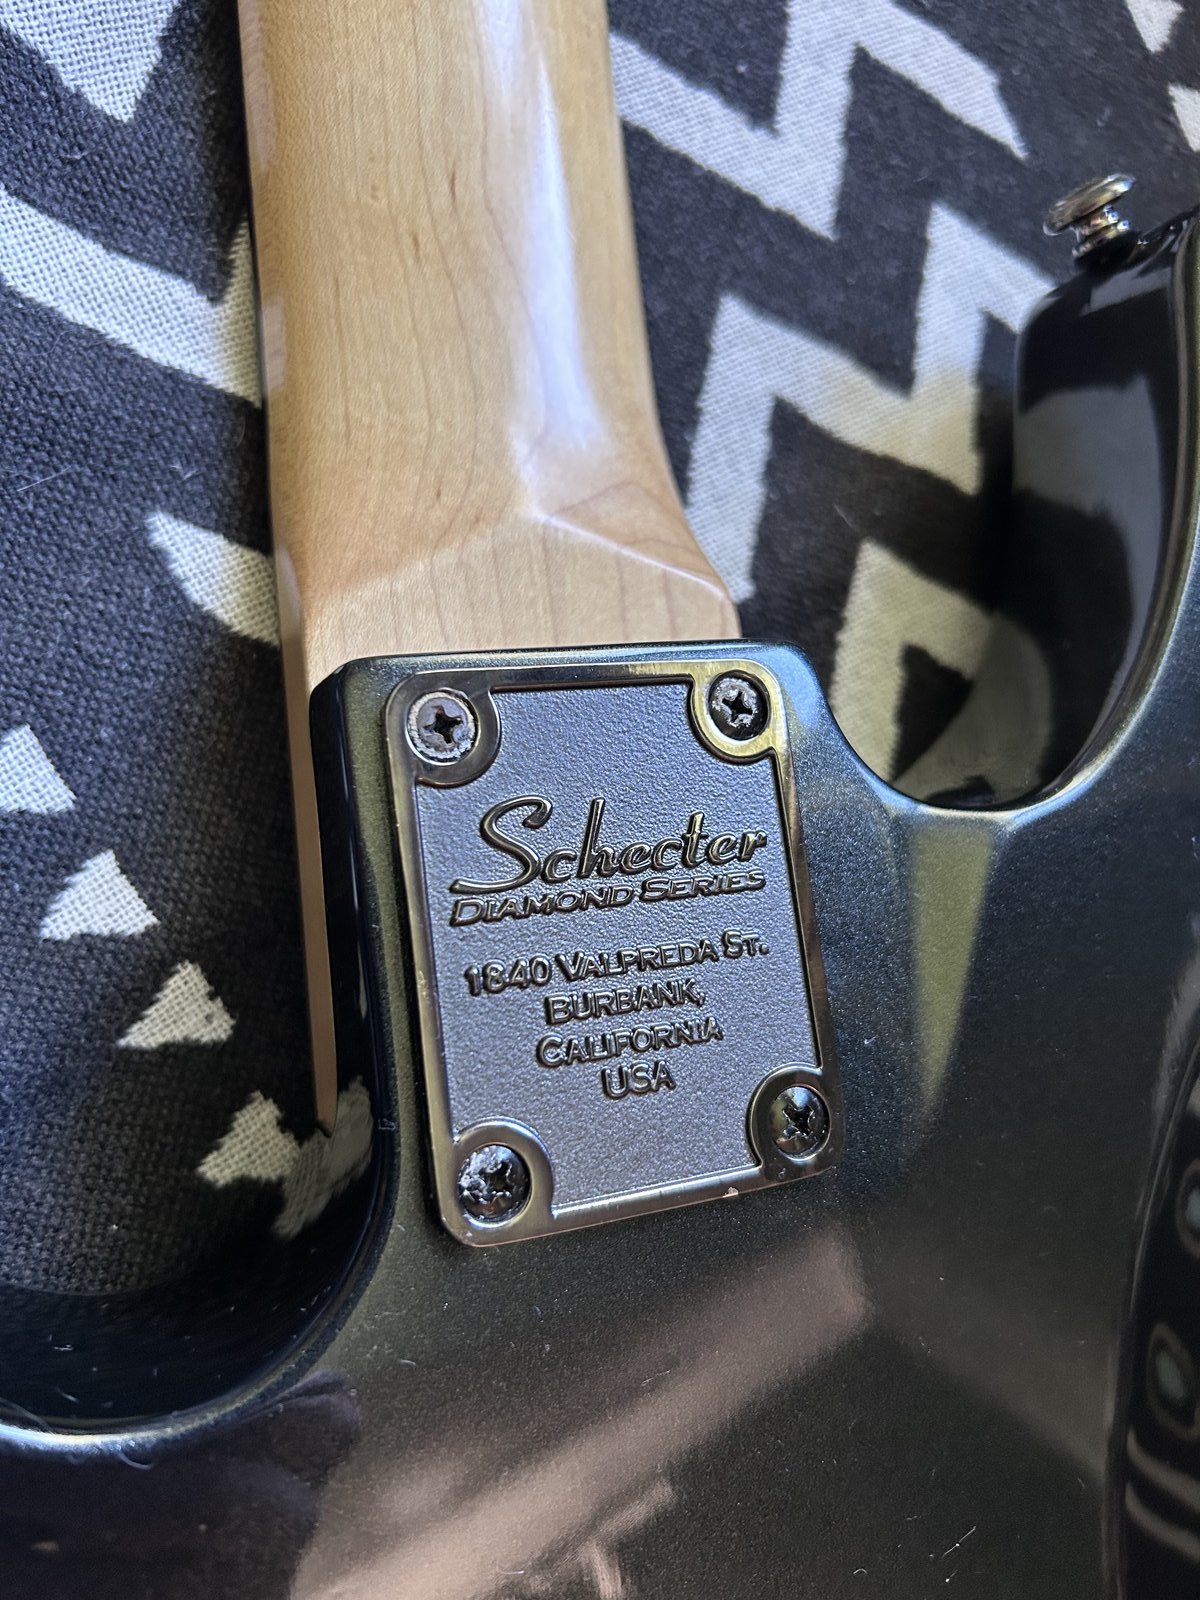 Schecter
DIAMOND SERIES
1840 VALPREDA ST.
BURBANK,
CALIFORNIA
USA